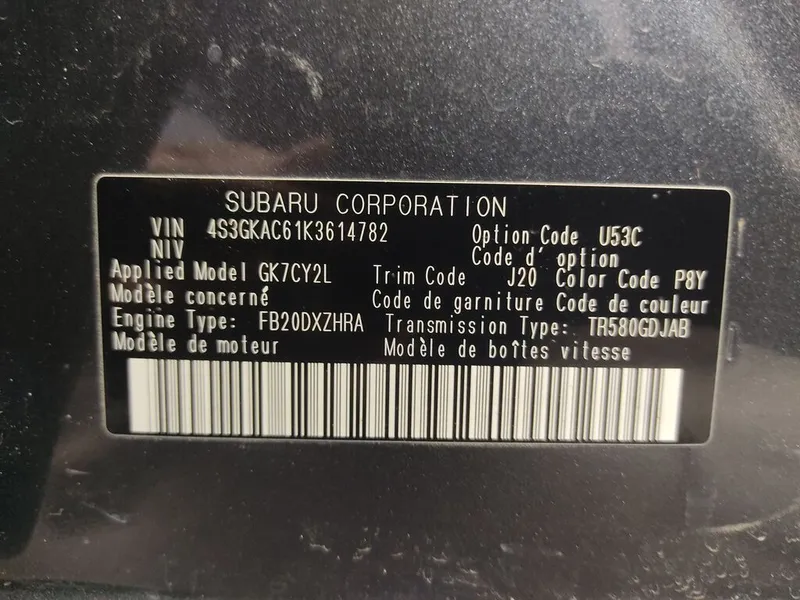 SUBARU CORPORATION
VIN 4S3GKAC61K3614782 Option Code U53C
NIV Code d'option
Applied Model GK7CY2L Trim Code J20 Color Code P8Y
Modèle concerné Code de garniture Code de couleur
Engine Type: FB20DXZHRA Transmission Type: TR580GDJAB
Modèle de moteur Modèle de boîtes vitesse